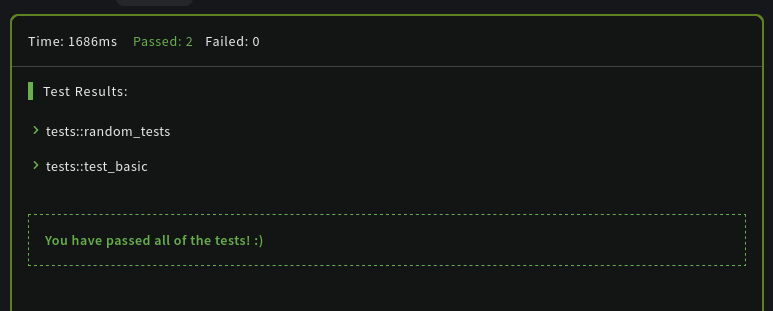 Time: 1686ms Passed: 2 Failed: 0
Test Results:
tests::random_tests
tests::test_basic
You have passed all of the tests! :)